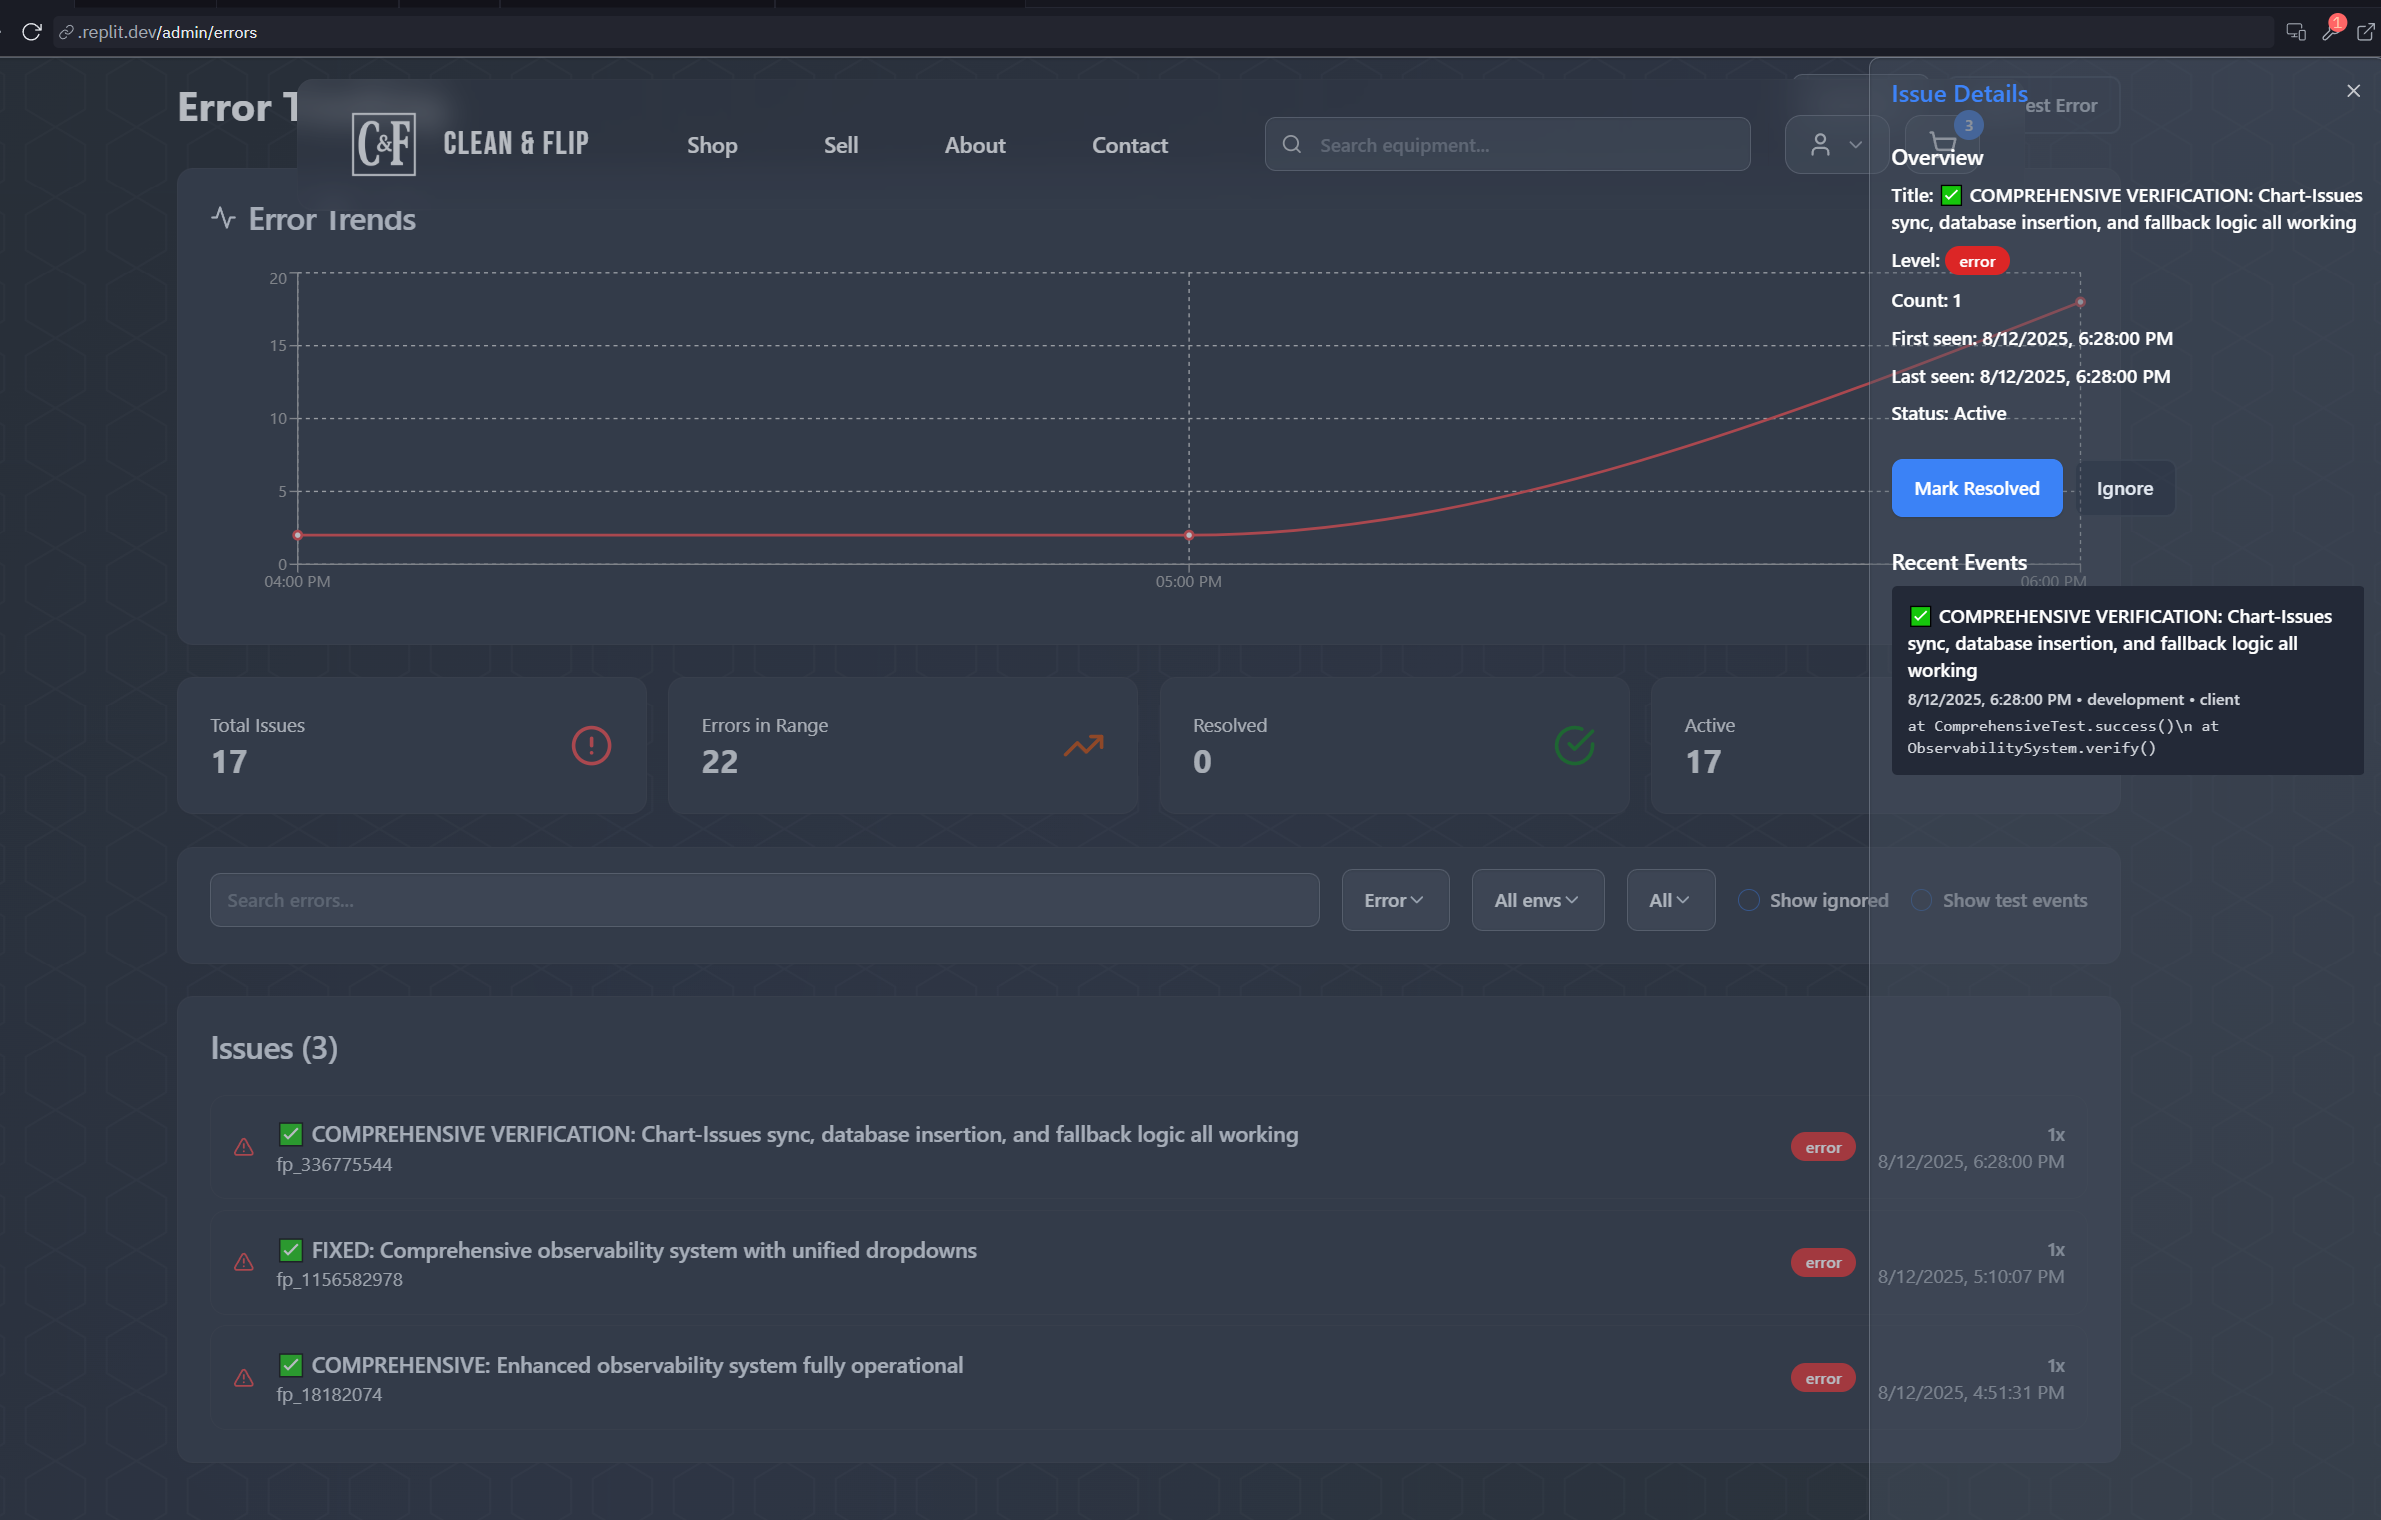 .replit.dev/admin/errors
1
Error
C&F
CLEAN & FLIP
Shop
Sell
About
Contact
Search equipment...
3
est Error
Error Trends
20
15
10
5
0
04:00 PM
05:00 PM
06:00 PM
Total Issues
17
Errors in Range
22
Resolved
0
Active
17
Search errors...
Error
All envs
All
Show ignored
Show test events
Issues (3)
✅ COMPREHENSIVE VERIFICATION: Chart-Issues sync, database insertion, and fallback logic all working
fp_336775544
error
1x
8/12/2025, 6:28:00 PM
✅ FIXED: Comprehensive observability system with unified dropdowns
fp_1156582978
error
1x
8/12/2025, 5:10:07 PM
✅ COMPREHENSIVE: Enhanced observability system fully operational
fp_18182074
error
1x
8/12/2025, 4:51:31 PM
Issue Details
Overview
Title: ✅ COMPREHENSIVE VERIFICATION: Chart-Issues
sync, database insertion, and fallback logic all working
Level: error
Count: 1
First seen: 8/12/2025, 6:28:00 PM
Last seen: 8/12/2025, 6:28:00 PM
Status: Active
Mark Resolved
Ignore
Recent Events
✅ COMPREHENSIVE VERIFICATION: Chart-Issues
sync, database insertion, and fallback logic all
working
8/12/2025, 6:28:00 PM • development • client
at ComprehensiveTest.success()\n at
ObservabilitySystem.verify()